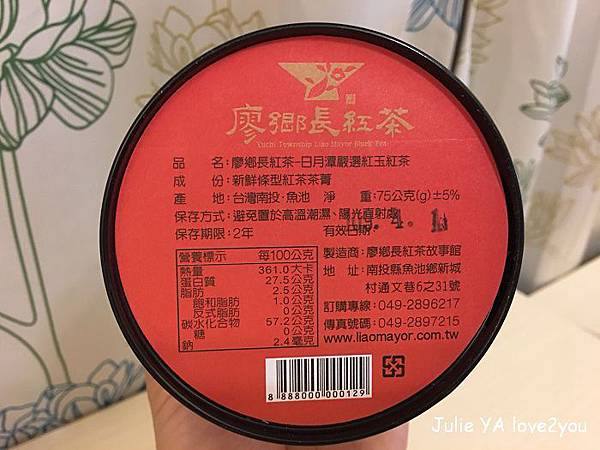 廖鄉長紅茶
Yuchi Township Liao Mayor Black Tea
品　名:廖鄉長紅茶-日月潭嚴選紅玉紅茶
成　份:新鮮條型紅茶茶菁
產　地:台灣南投·魚池　淨　重:75公克(g)±5%
保存方式:避免置於高溫潮濕、陽光直射處
保存期限:2年　有效日期:
營養標示　每100公克
熱量　361.0大卡
蛋白質　27.5公克
脂肪　2.5公克
飽和脂肪　1.0公克
反式脂肪　0公克
碳水化合物　57.2公克
糖　0公克
鈉　2.4毫克
製造商:廖鄉長紅茶故事館
地　址:南投縣魚池鄉新城
村通文巷6之31號
訂購專線:049-2896217
傳真號碼:049-2897215
www.liaomayor.com.tw
8 888000 000129
Julie YA love2you